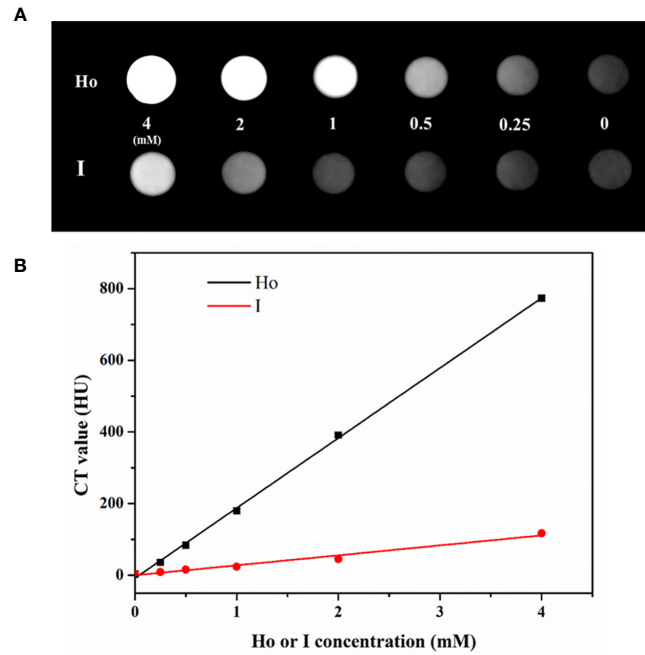 A
Ho
4 2 1 0.5 0.25 0
(mM)
I
B
Ho
I
800
600
400
200
0
0 1 2 3 4
CT value (HU)
Ho or I concentration (mM)